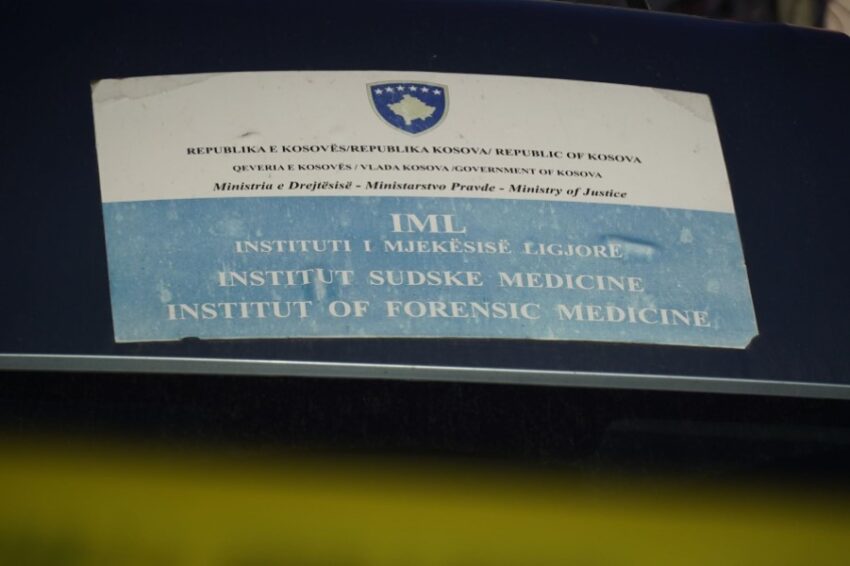 REPUBLIKA E KOSOVËS/REPUBLIKA KOSOVA/ REPUBLIC OF KOSOVA
QEVERIA E KOSOVËS / VLADA KOSOVA /GOVERNMENT OF KOSOVA
Ministria e Drejtësisë - Ministarstvo Pravde - Ministry of Justice
IML
INSTITUTI I MJEKËSISË LIGJORE
INSTITUT SUDSKE MEDICINE
INSTITUT OF FORENSIC MEDICINE